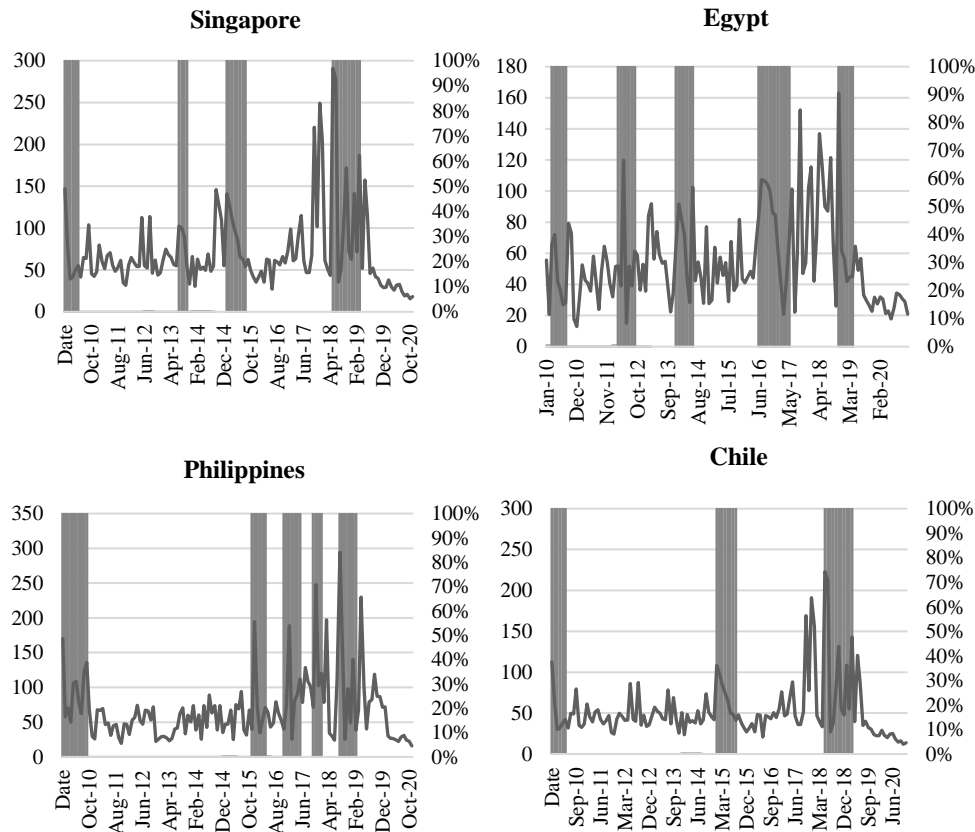 Singapore
300
250
200
150
100
50
0
100%
90%
80%
70%
60%
50%
40%
30%
20%
10%
0%
Date
Oct-10
Aug-11
Jun-12
Apr-13
Feb-14
Dec-14
Oct-15
Aug-16
Jun-17
Apr-18
Feb-19
Dec-19
Oct-20
Egypt
180
160
140
120
100
80
60
40
20
0
100%
90%
80%
70%
60%
50%
40%
30%
20%
10%
0%
Jan-10
Dec-10
Nov-11
Oct-12
Sep-13
Aug-14
Jul-15
Jun-16
May-17
Apr-18
Mar-19
Feb-20
Philippines
350
300
250
200
150
100
50
0
100%
90%
80%
70%
60%
50%
40%
30%
20%
10%
0%
Date
Oct-10
Aug-11
Jun-12
Apr-13
Feb-14
Dec-14
Oct-15
Aug-16
Jun-17
Apr-18
Feb-19
Dec-19
Oct-20
Chile
300
250
200
150
100
50
0
100%
90%
80%
70%
60%
50%
40%
30%
20%
10%
0%
Date
Sep-10
Jun-11
Mar-12
Dec-12
Sep-13
Jun-14
Mar-15
Dec-15
Sep-16
Jun-17
Mar-18
Dec-18
Sep-19
Jun-20